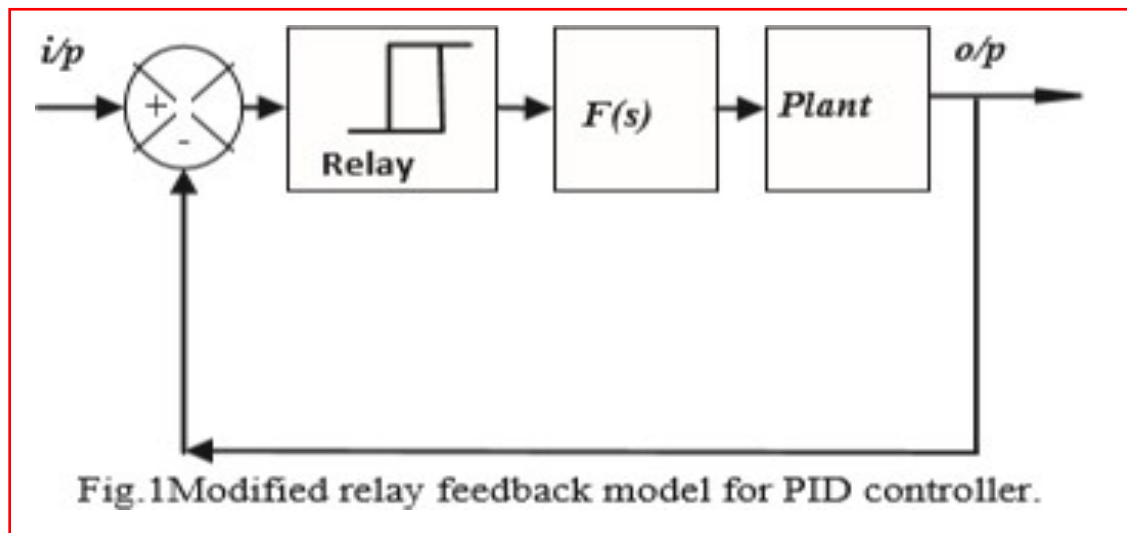 i/p
o/p
+
-
Relay
F(s)
Plant
Fig.1Modified relay feedback model for PID controller.